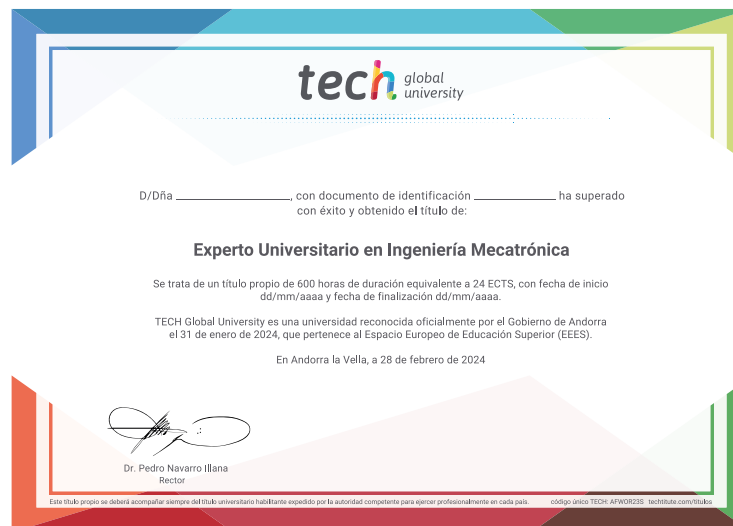 tech global university
D/Dña ____________________, con documento de identificación ______________ ha superado
con éxito y obtenido el título de:
Experto Universitario en Ingeniería Mecatrónica
Se trata de un título propio de 600 horas de duración equivalente a 24 ECTS, con fecha de inicio
dd/mm/aaaa y fecha de finalización dd/mm/aaaa.
TECH Global University es una universidad reconocida oficialmente por el Gobierno de Andorra
el 31 de enero de 2024, que pertenece al Espacio Europeo de Educación Superior (EEES).
En Andorra la Vella, a 28 de febrero de 2024
Dr. Pedro Navarro Illana
Rector
Este título propio se deberá acompañar siempre del título universitario habilitante expedido por la autoridad competente para ejercer profesionalmente en cada país. código único TECH: AFWOR23S techtitute.com/titulos